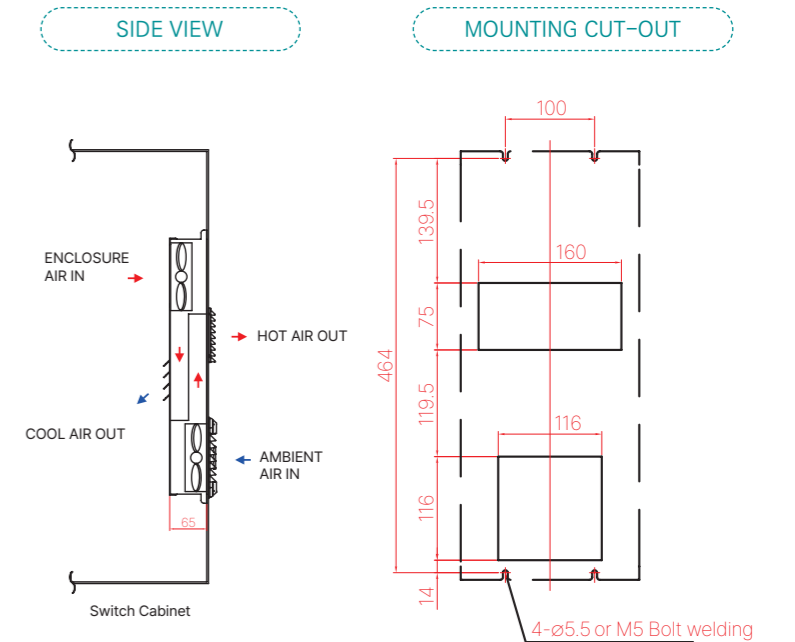 SIDE VIEW
MOUNTING CUT-OUT
ENCLOSURE
AIR IN
HOT AIR OUT
COOL AIR OUT
AMBIENT
AIR IN
65
Switch Cabinet
100
139.5
160
75
464
119.5
116
116
14
4-ø5.5 or M5 Bolt welding